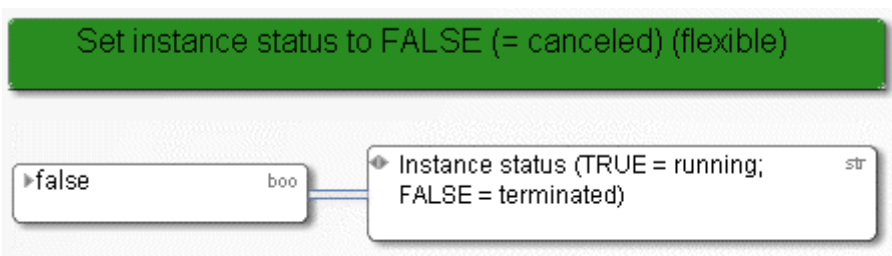 Set instance status to FALSE (= canceled) (flexible)
false boo
Instance status (TRUE = running; str
FALSE = terminated)